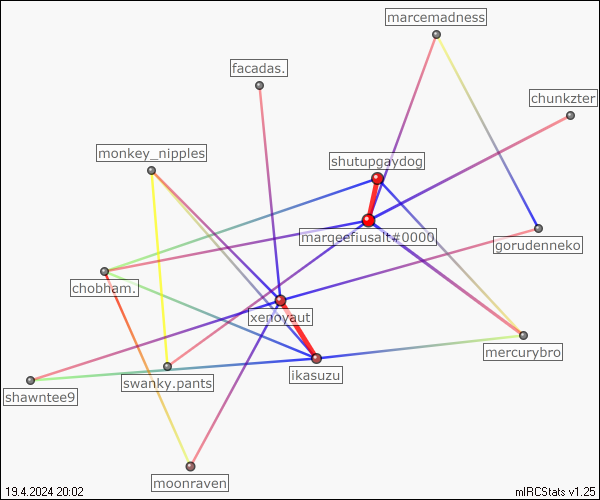 marcemadness
facadas.
chunkzter
monkey_nipples
shutupgaydog
marqeefiusalt#0000
gorudenneko
chobham.
xenoyaut
mercurybro
ikasuzu
swanky.pants
shawntee9
moonraven
19.4.2024 20:02
mIRCStats v1.25